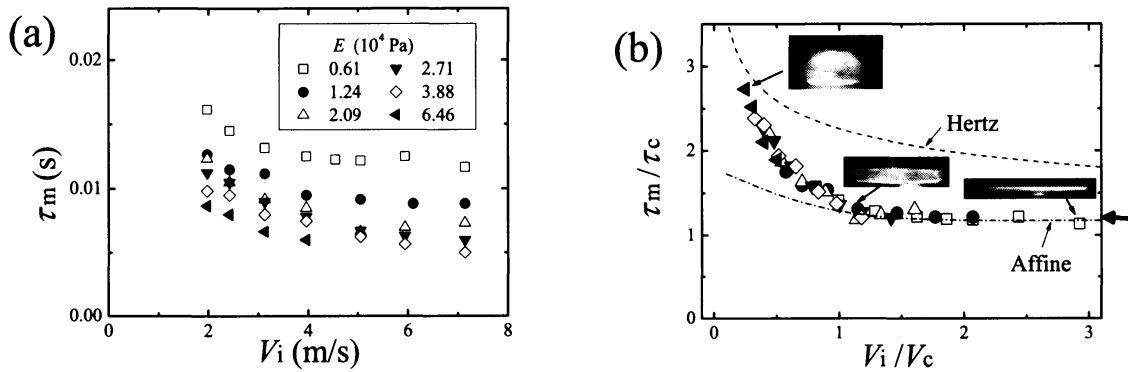 (a)
0.02
0.01
0.00
τm (s)
0 2 4 6 8
Vi (m/s)
E (10⁴ Pa)
0.61 2.71
1.24 3.88
2.09 6.46
(b)
3
2
1
0
τm / τc
0 1 2 3
Vi /Vc
Hertz
Affine